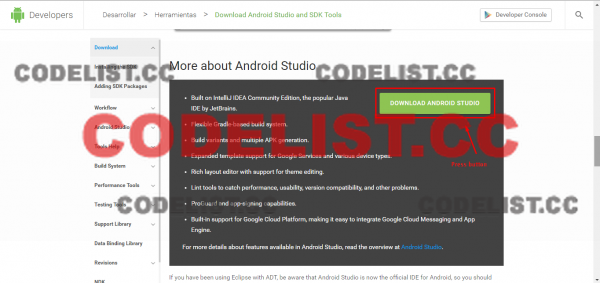 Developers
Desarrollar > Herramientas > Download Android Studio and SDK Tools
Developer Console
Download
Installing the SDK
Adding SDK Packages
Workflow
Android Studio
Tools Help
Build System
Performance Tools
Testing Tools
Support Library
Data Binding Library
Revisions
NDK
More about Android Studio
Built on IntelliJ IDEA Community Edition, the popular Java
IDE by JetBrains.
Flexible Gradle-based build system.
Build variants and multiple APK generation.
Expanded template support for Google Services and various device types.
Rich layout editor with support for theme editing.
Lint tools to catch performance, usability, version compatibility, and other problems.
ProGuard and app-signing capabilities.
Built-in support for Google Cloud Platform, making it easy to integrate Google Cloud Messaging and App
Engine.
For more details about features available in Android Studio, read the overview at Android Studio.
DOWNLOAD ANDROID STUDIO
If you have been using Eclipse with ADT, be aware that Android Studio is now the official IDE for Android, so you should
CODELIST.CC
CODELIST.CC
CODELIST.CC
CODELIST.CC
CODELIST.CC